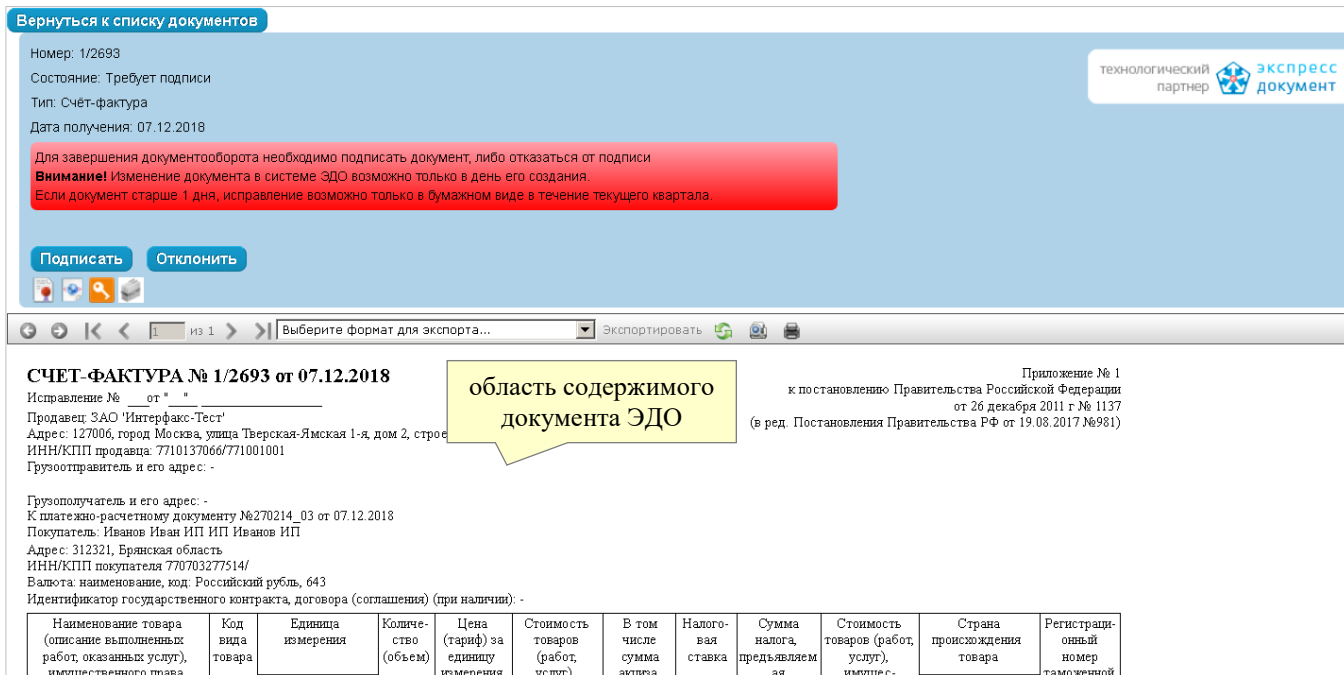 Вернуться к списку документов
Номер: 1/2693
Состояние: Требует подписи
Тип: Счёт-фактура
Дата получения: 07.12.2018
технологический партнер
экспресс документ
Для завершения документооборота необходимо подписать документ, либо отказаться от подписи
Внимание! Изменение документа в системе ЭДО возможно только в день его создания.
Если документ старше 1 дня, исправление возможно только в бумажном виде в течение текущего квартала.
Подписать Отклонить
1 из 1 Выберите формат для экспорта... Экспортировать
СЧЕТ-ФАКТУРА № 1/2693 от 07.12.2018
Исправление № ___от "__" ________________
Продавец: ЗАО 'Интерфакс-Тест'
Адрес: 127006, город Москва, улица Тверская-Ямская 1-я, дом 2, строе
ИНН/КПП продавца: 7710137066/771001001
Грузоотправитель и его адрес: -
область содержимого
документа ЭДО
Приложение № 1
к постановлению Правительства Российской Федерации
от 26 декабря 2011 г № 1137
(в ред. Постановления Правительства РФ от 19.08.2017 №981)
Грузополучатель и его адрес: -
К платежно-расчетному документу №270214_03 от 07.12.2018
Покупатель: Иванов Иван ИП ИП Иванов ИП
Адрес: 312321, Брянская область
ИНН/КПП покупателя 770703277514/
Валюта: наименование, код: Российский рубль, 643
Идентификатор государственного контракта, договора (соглашения) (при наличии): -
Наименование товара
(описание выполненных
работ, оказанных услуг),
имущественного права
Код
вида
товара
Единица
измерения
Количе-
ство
(объем)
Цена
(тариф) за
единицу
измерения
Стоимость
товаров
(работ,
услуг)
В том
числе
сумма
акциза
Налого-
вая
ставка
Сумма
налога,
предъявляем
ая
Стоимость
товаров (работ,
услуг),
имущес-
Страна
происхождения
товара
Регистраци-
онный
номер
таможенной